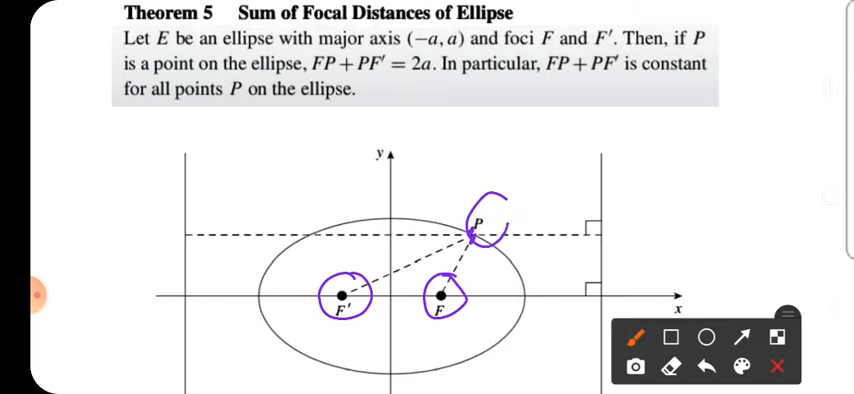 Theorem 5 Sum of Focal Distances of Ellipse
Let E be an ellipse with major axis (−a, a) and foci F and F′. Then, if P
is a point on the ellipse, FP + PF′ = 2a. In particular, FP + PF′ is constant
for all points P on the ellipse.
y
P
F′ F
x